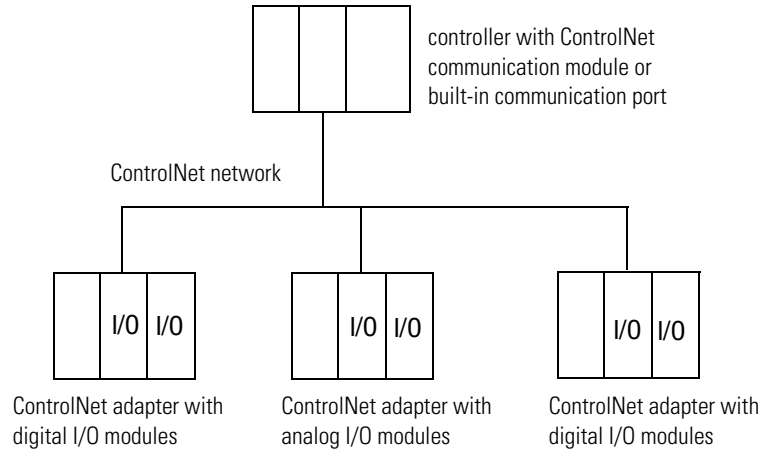 controller with ControlNet
communication module or
built-in communication port
ControlNet network
I/O I/O
I/O I/O
I/O I/O
ControlNet adapter with
digital I/O modules
ControlNet adapter with
analog I/O modules
ControlNet adapter with
digital I/O modules